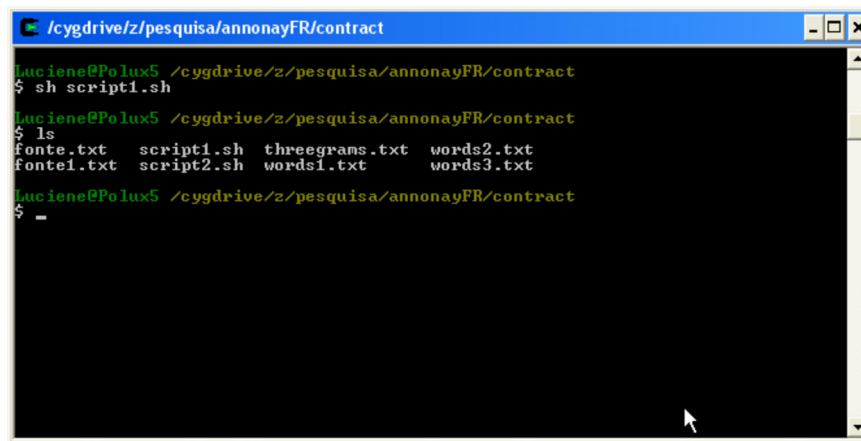 /cygdrive/z/pesquisa/annonayFR/contract
Luciene@Polux5 /cygdrive/z/pesquisa/annonayFR/contract
$ sh script1.sh
Luciene@Polux5 /cygdrive/z/pesquisa/annonayFR/contract
$ ls
fonte.txt script1.sh threegrams.txt words2.txt
fonte1.txt script2.sh words1.txt words3.txt
Luciene@Polux5 /cygdrive/z/pesquisa/annonayFR/contract
$ _